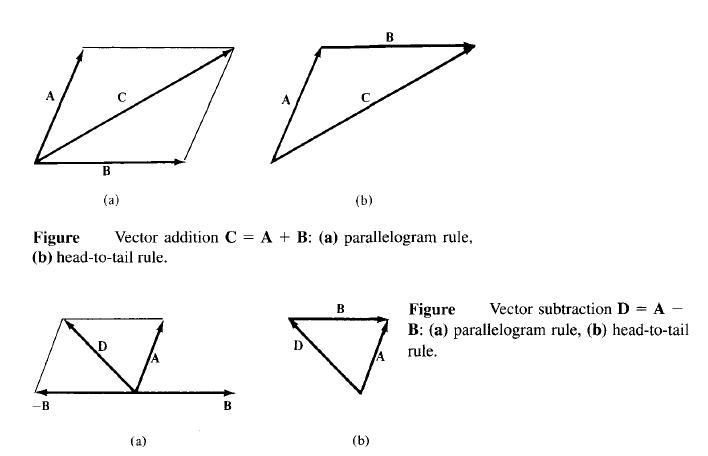 B
A
C
A
C
B
(a)
(b)
Figure Vector addition C = A + B: (a) parallelogram rule,
(b) head-to-tail rule.
B
Figure Vector subtraction D = A −
B: (a) parallelogram rule, (b) head-to-tail
rule.
D
A
D
A
−B
B
(a)
(b)